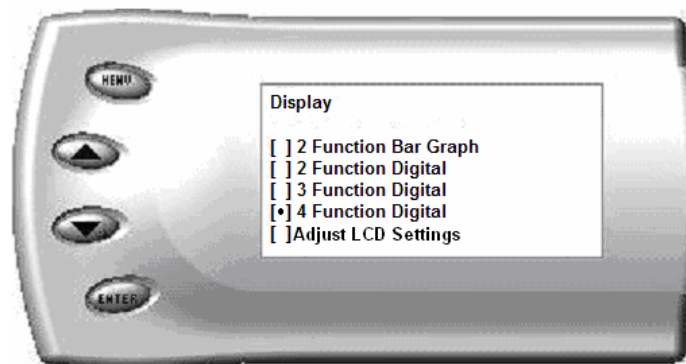 MENU
Display
[ ] 2 Function Bar Graph
[ ] 2 Function Digital
[ ] 3 Function Digital
[•] 4 Function Digital
[ ]Adjust LCD Settings
ENTER